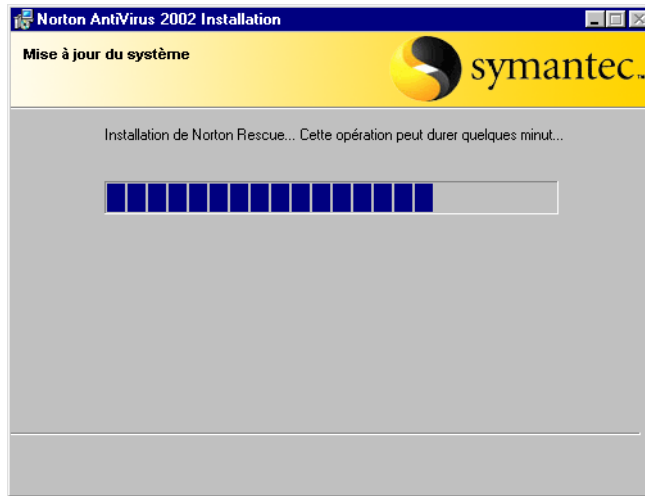 Norton AntiVirus 2002 Installation
Mise à jour du système
symantec.
Installation de Norton Rescue... Cette opération peut durer quelques minut...